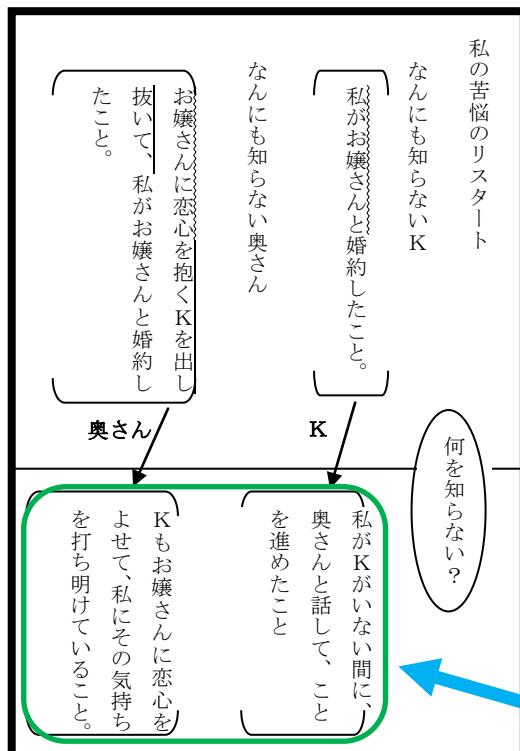 私の苦悩のリスタート
なんにも知らないK
私がお嬢さんと婚約したこと。
なんにも知らない奥さん
お嬢さんに恋心を抱くKを出し
抜いて、私がお嬢さんと婚約し
たこと。
何を知らない？
K
私がKがいない間に、
奥さんと話して、こと
を進めたこと
奥さん
Kもお嬢さんに恋心を
よせて、私にその気持ち
を打ち明けていること。